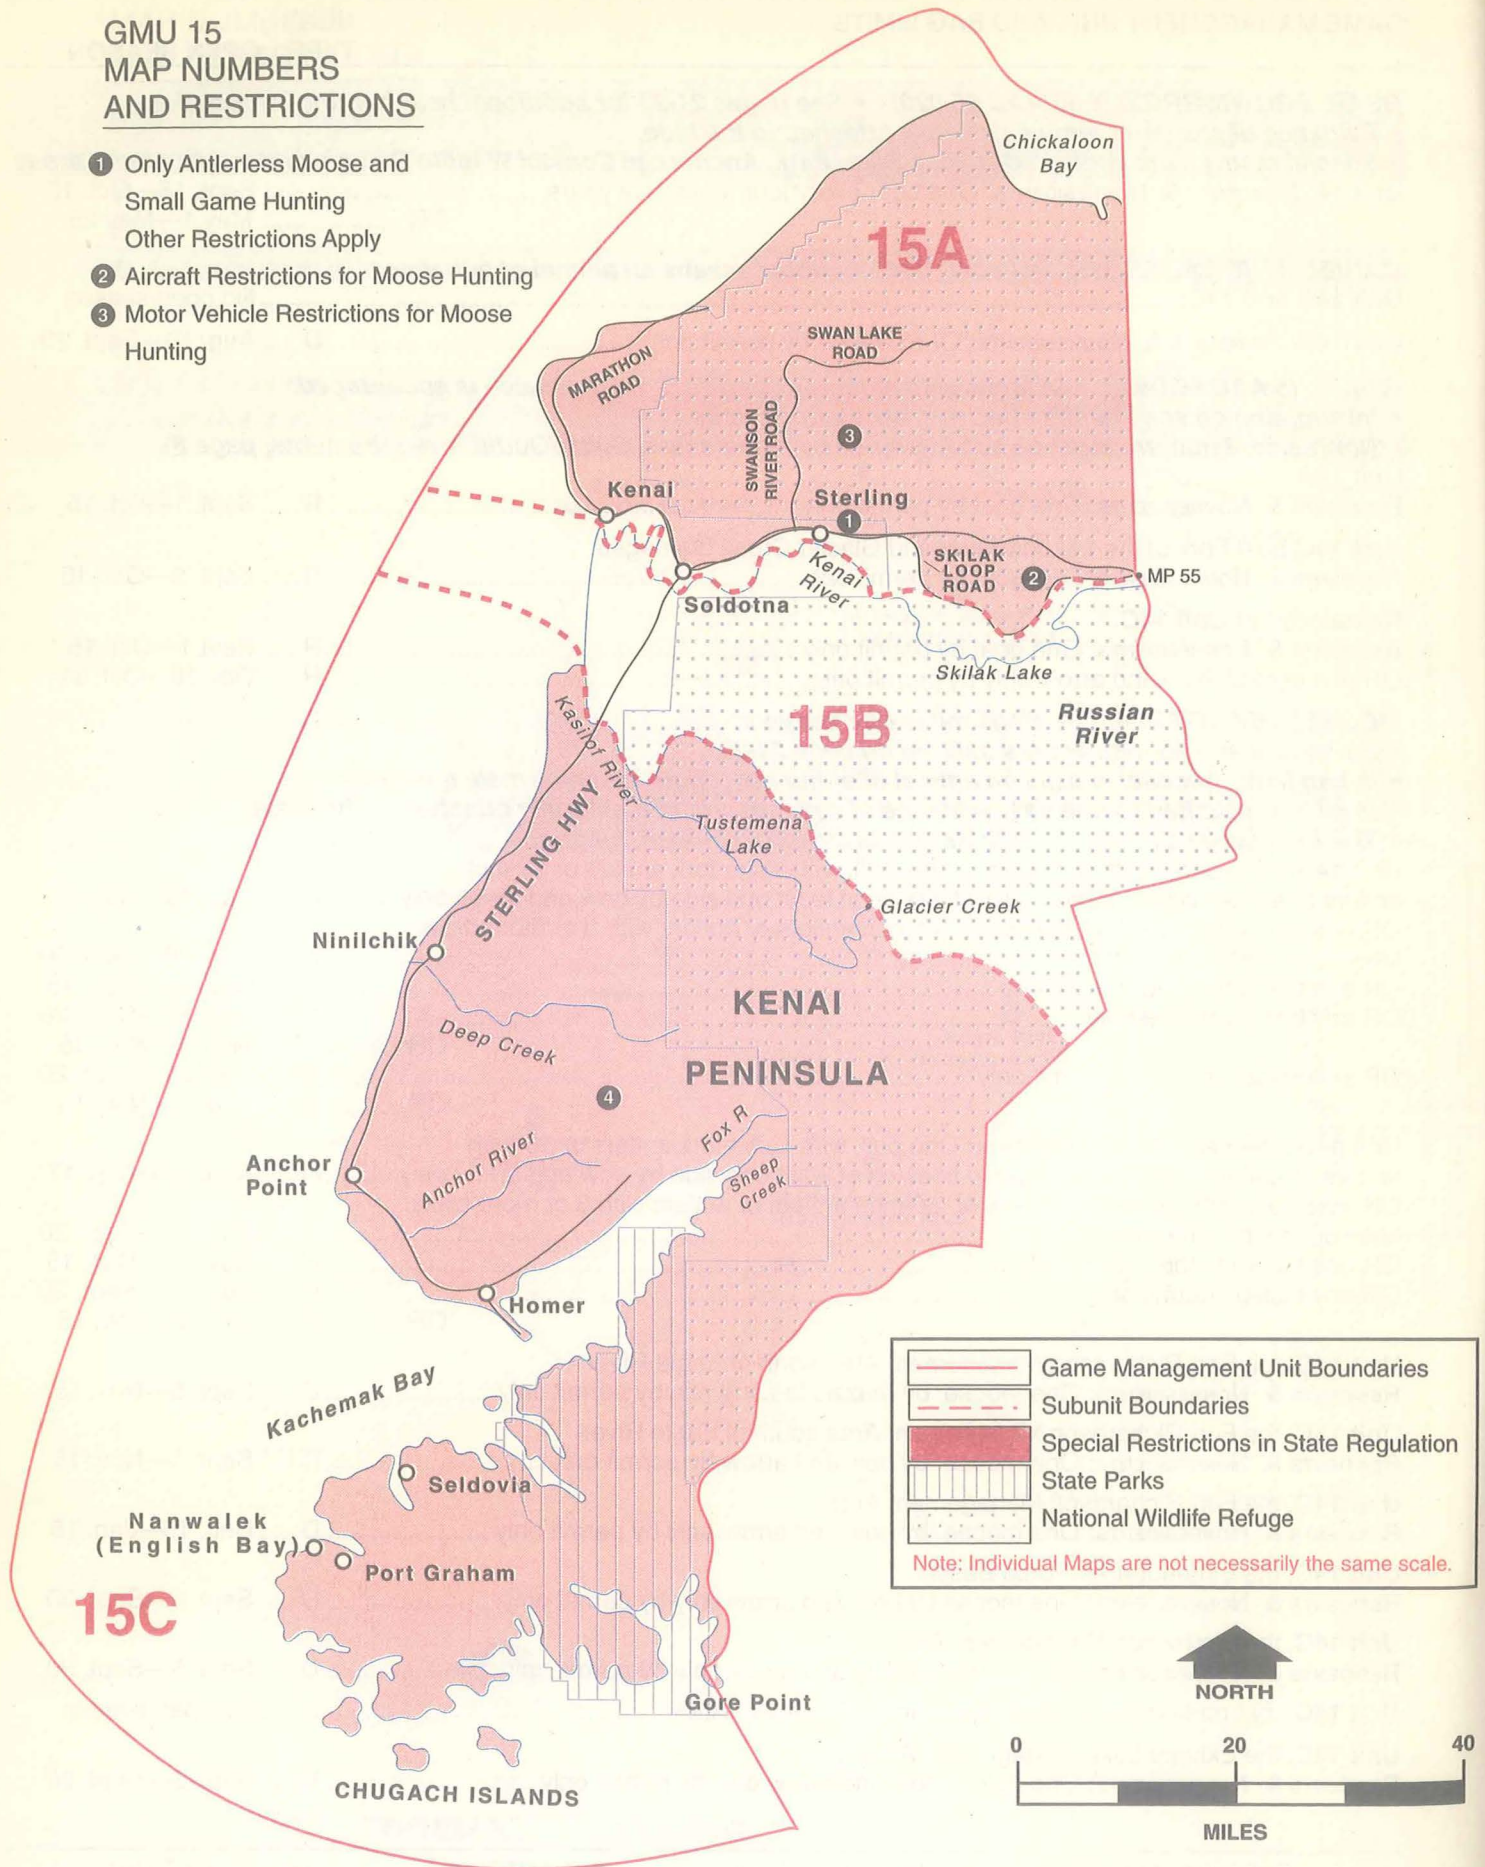 GMU 15
MAP NUMBERS
AND RESTRICTIONS
1 Only Antlerless Moose and
Small Game Hunting
Other Restrictions Apply
2 Aircraft Restrictions for Moose Hunting
3 Motor Vehicle Restrictions for Moose
Hunting
Chickaloon
Bay
15A
SWAN LAKE
ROAD
MARATHON
ROAD
SWANSON
RIVER ROAD
3
Kenai
Sterling
1
SKILAK
LOOP
ROAD
2
MP 55
Kenai
River
Soldotna
Skilak Lake
15B
Russian
River
Kasilof River
STERLING HWY
Tustemena
Lake
Glacier Creek
Ninilchik
KENAI
PENINSULA
Deep Creek
4
Fox R
Anchor River
Sheep
Creek
Anchor
Point
Homer
Kachemak Bay
Seldovia
Nanwalek
(English Bay)
Port Graham
15C
Gore Point
CHUGACH ISLANDS
Game Management Unit Boundaries
Subunit Boundaries
Special Restrictions in State Regulation
State Parks
National Wildlife Refuge
Note: Individual Maps are not necessarily the same scale.
NORTH
0 20 40
MILES